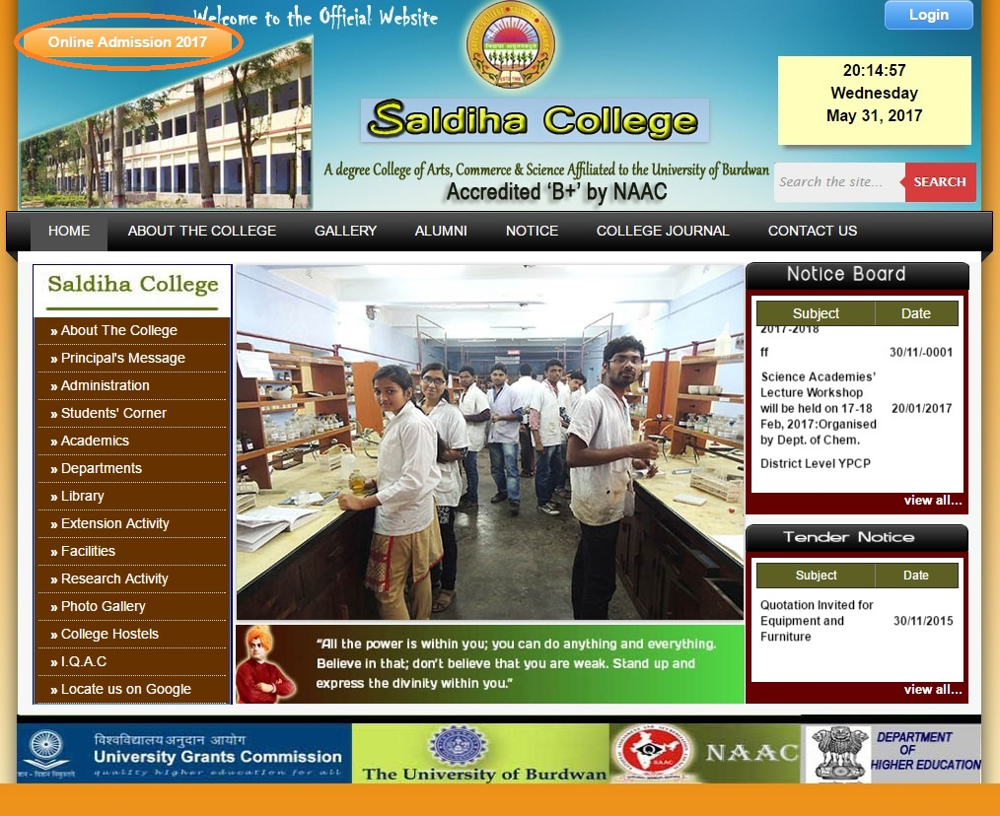 Welcome to the Official Website
Online Admission 2017
Login
20:14:57
Wednesday
May 31, 2017
Saldiha College
A degree College of Arts, Commerce & Science Affiliated to the University of Burdwan
Accredited ‘B+’ by NAAC
Search the site...
SEARCH
HOME ABOUT THE COLLEGE GALLERY ALUMNI NOTICE COLLEGE JOURNAL CONTACT US
Saldiha College
» About The College
» Principal's Message
» Administration
» Students' Corner
» Academics
» Departments
» Library
» Extension Activity
» Facilities
» Research Activity
» Photo Gallery
» College Hostels
» I.Q.A.C
» Locate us on Google
“All the power is within you; you can do anything and everything.
Believe in that; don’t believe that you are weak. Stand up and
express the divinity within you.”
Notice Board
Subject Date
2017-2018
ff 30/11/-0001
Science Academies’
Lecture Workshop
will be held on 17-18 20/01/2017
Feb, 2017:Organised
by Dept. of Chem.
District Level YPCP
view all...
Tender Notice
Subject Date
Quotation Invited for
Equipment and 30/11/2015
Furniture
view all...
विश्वविद्यालय अनुदान आयोग
University Grants Commission
quality higher education for all
The University of Burdwan
NAAC
NAAC
DEPARTMENT
OF
HIGHER EDUCATION